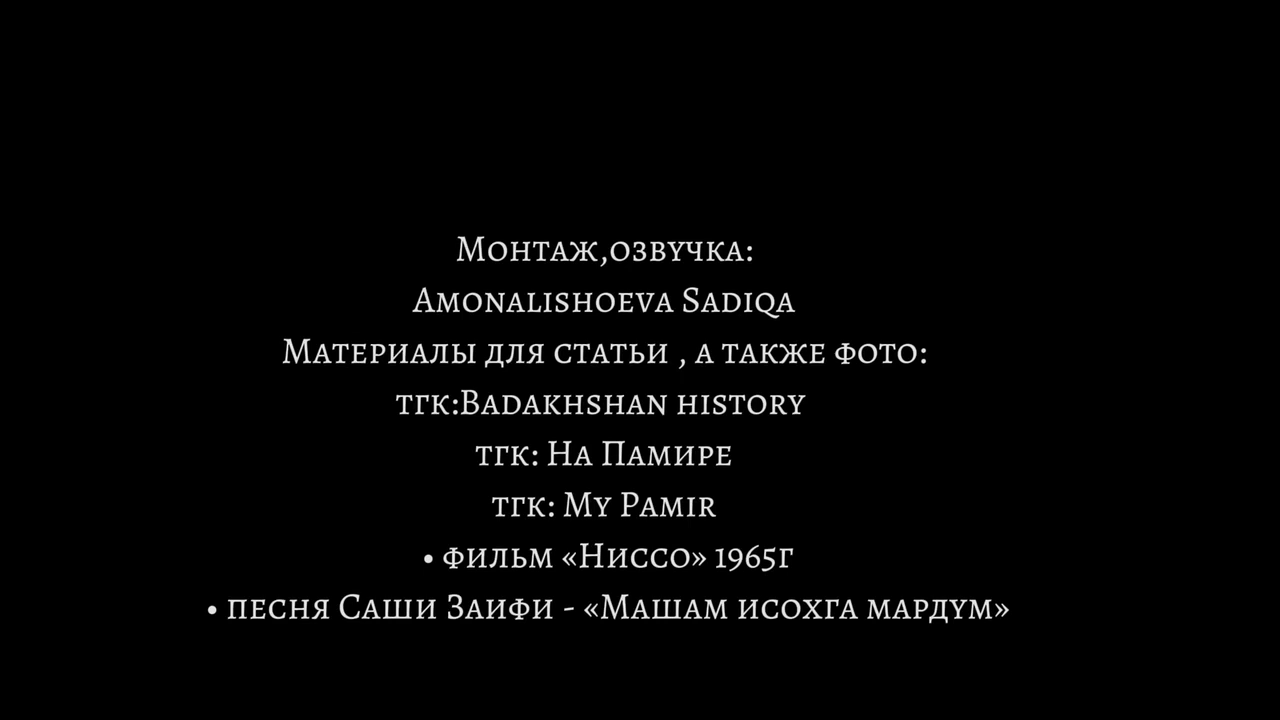 Монтаж,озвучка:
Amonalishoeva Sadiqa
Материалы для статьи , а также фото:
тгк:Badakhshan history
тгк: На Памире
тгк: My Pamir
• фильм «Ниссо» 1965г
• песня Саши Заифи - «Машам исохга мардум»